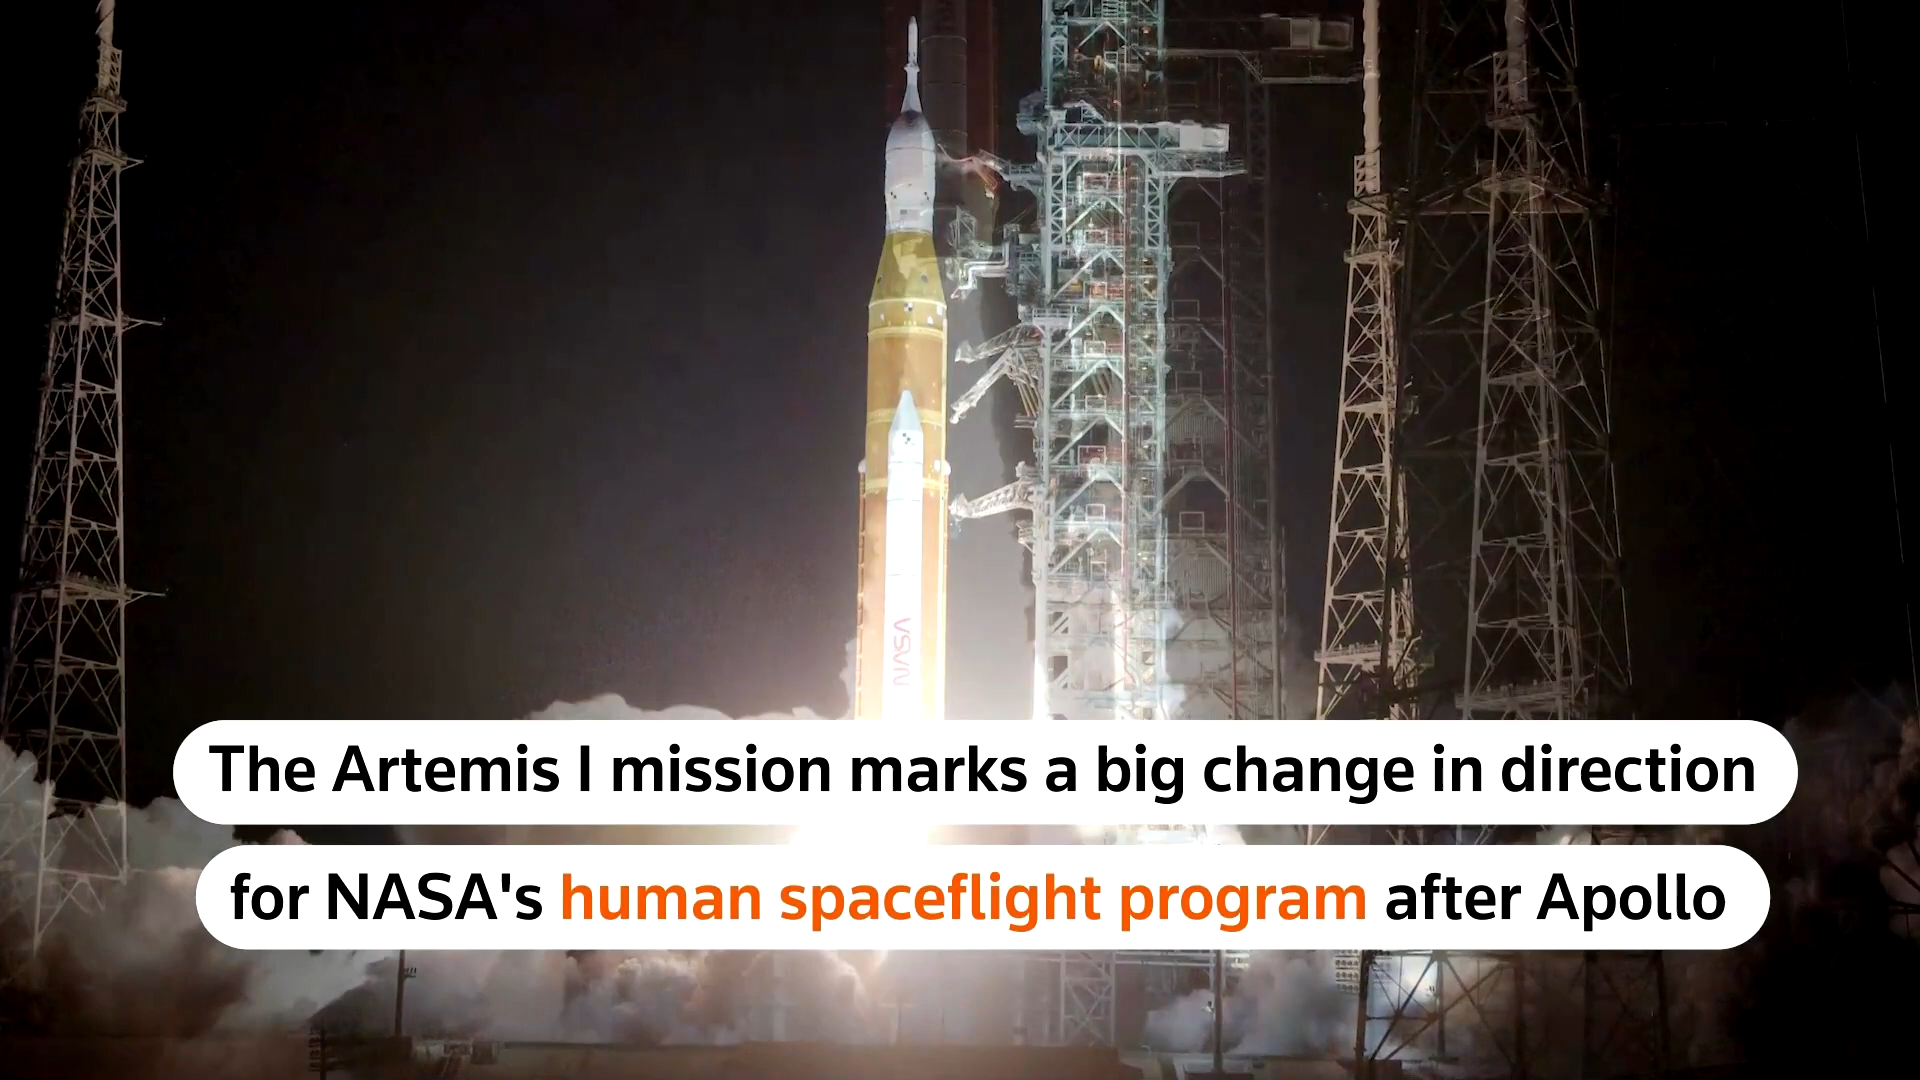 NASA
The Artemis I mission marks a big change in direction
for NASA's human spaceflight program after Apollo